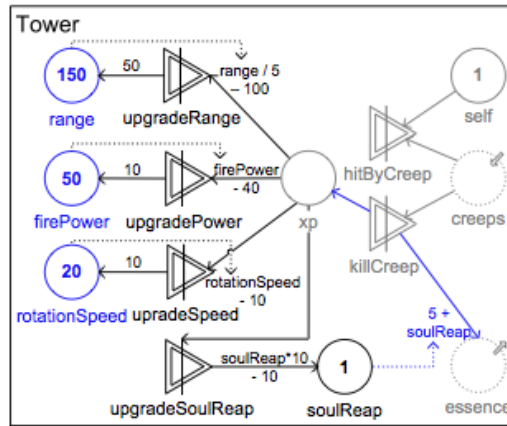 Tower
150
range
50
upgradeRange
range / 5
– 100
1
self
hitByCreep
50
firePower
10
upgradePower
firePower
- 40
xp
creeps
killCreep
20
rotationSpeed
10
upradeSpeed
rotationSpeed
- 10
5 +
soulReap
upgradeSoulReap
soulReap*10
- 10
1
soulReap
essence